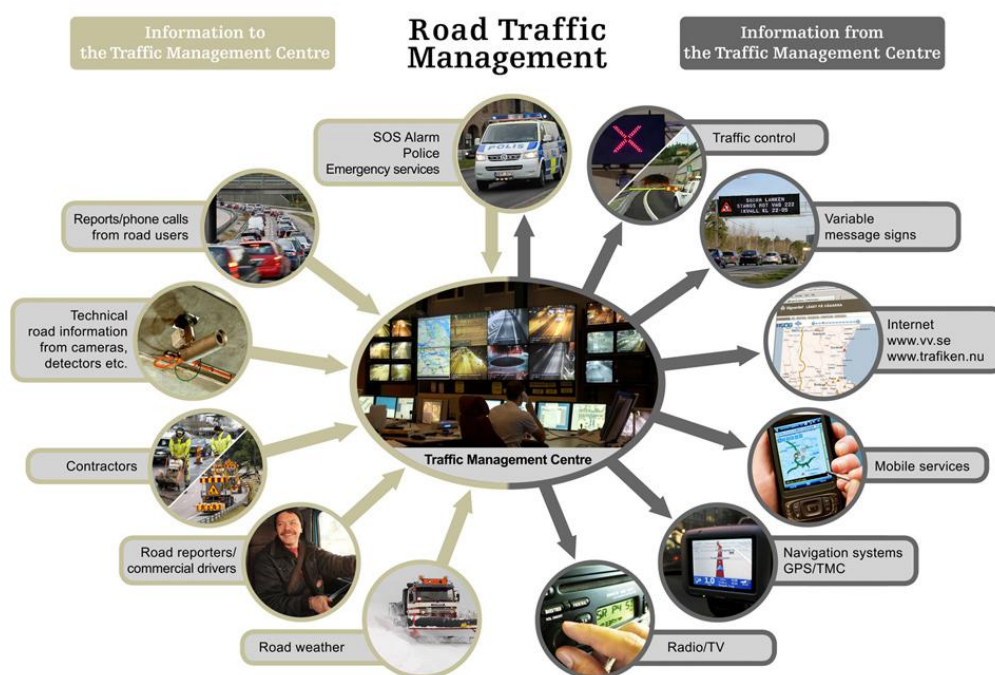 Information to
the Traffic Management Centre
Road Traffic
Management
Information from
the Traffic Management Centre
SOS Alarm
Police
Emergency services
POLIS
Traffic control
Reports/phone calls
from road users
Variable
message signs
Technical
road information
from cameras,
detectors etc.
Internet
www.vv.se
www.trafiken.nu
Contractors
Traffic Management Centre
Mobile services
Road reporters/
commercial drivers
Navigation systems
GPS/TMC
Road weather
Radio/TV